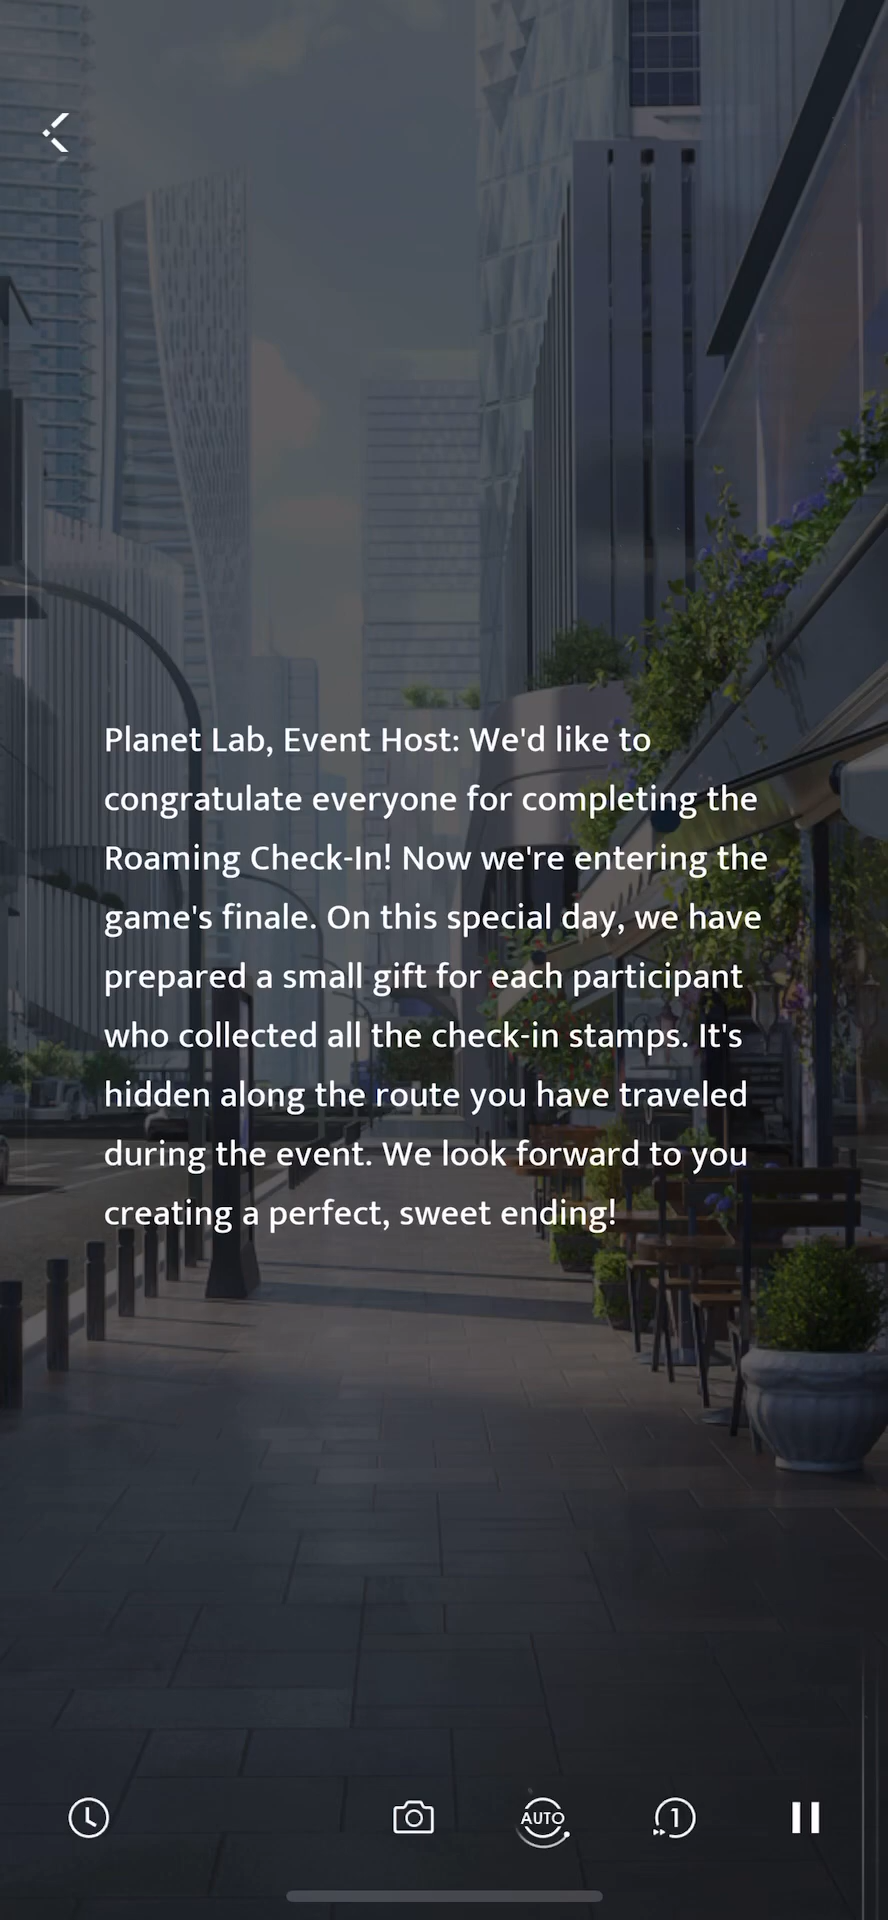 Planet Lab, Event Host: We'd like to
congratulate everyone for completing the
Roaming Check-In! Now we're entering the
game's finale. On this special day, we have
prepared a small gift for each participant
who collected all the check-in stamps. It's
hidden along the route you have traveled
during the event. We look forward to you
creating a perfect, sweet ending!
AUTO
1